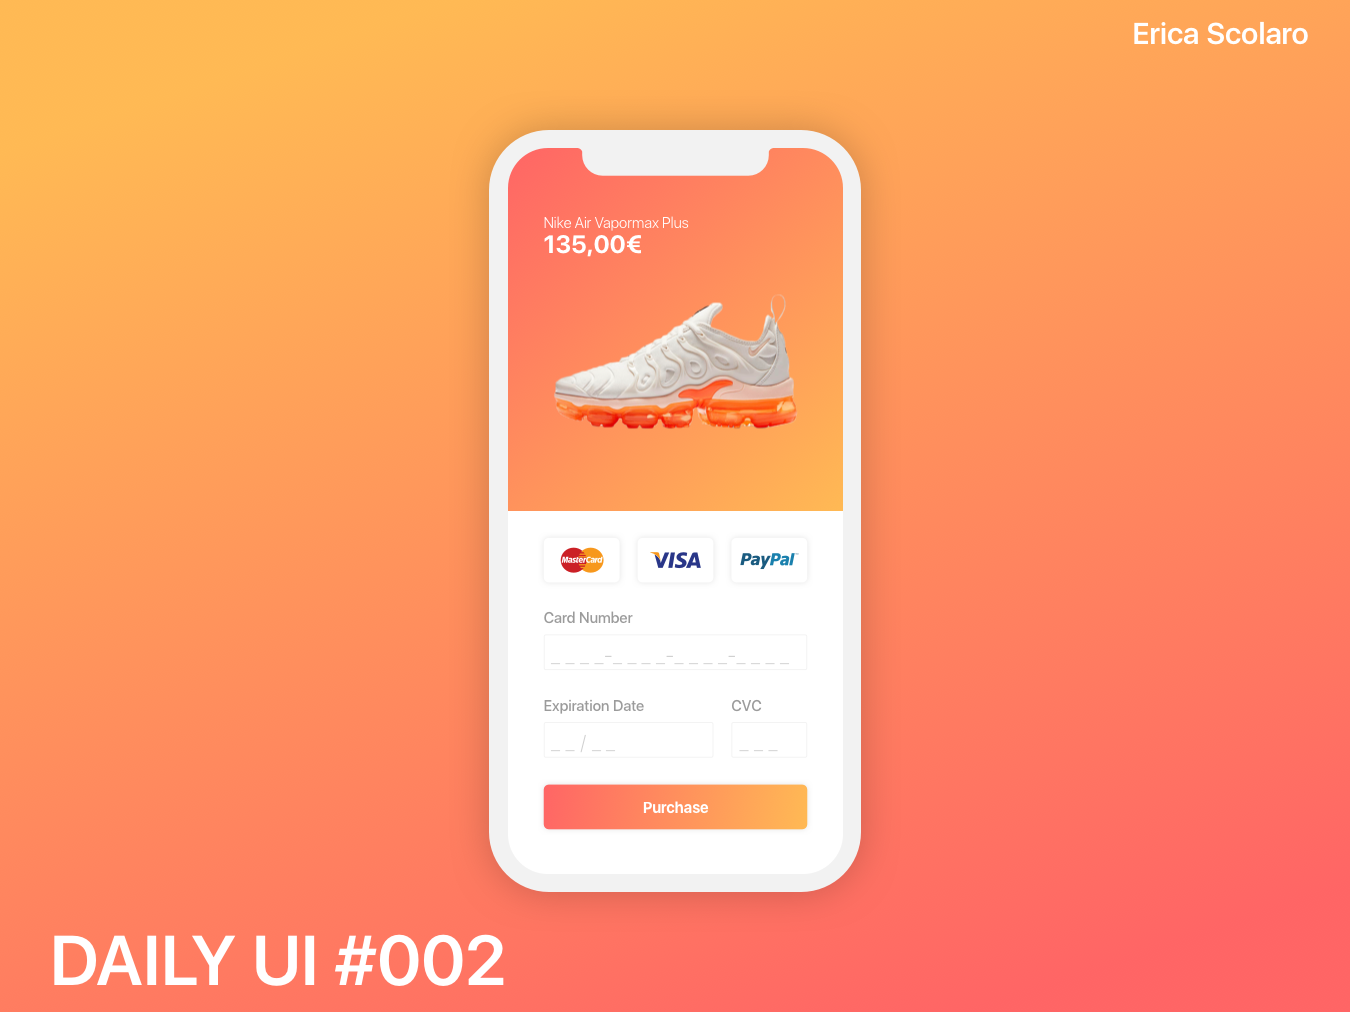 Erica Scolaro
Nike Air Vapormax Plus
135,00€
MasterCard
VISA
PayPal
Card Number
_ _ _ _-_ _ _ _-_ _ _ _-_ _ _ _
Expiration Date
CVC
_ _ / _ _
_ _ _
Purchase
DAILY UI #002